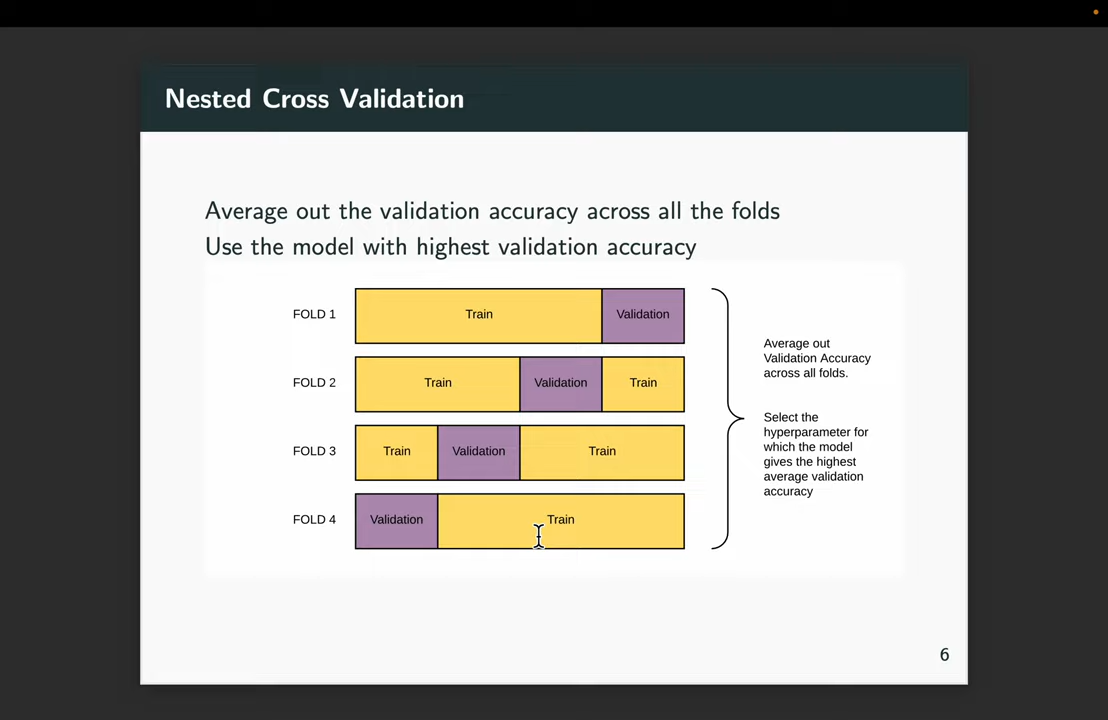 Nested Cross Validation
Average out the validation accuracy across all the folds
Use the model with highest validation accuracy
FOLD 1 Train Validation
FOLD 2 Train Validation Train
FOLD 3 Train Validation Train
FOLD 4 Validation Train
Average out
Validation Accuracy
across all folds.
Select the
hyperparameter for
which the model
gives the highest
average validation
accuracy
6